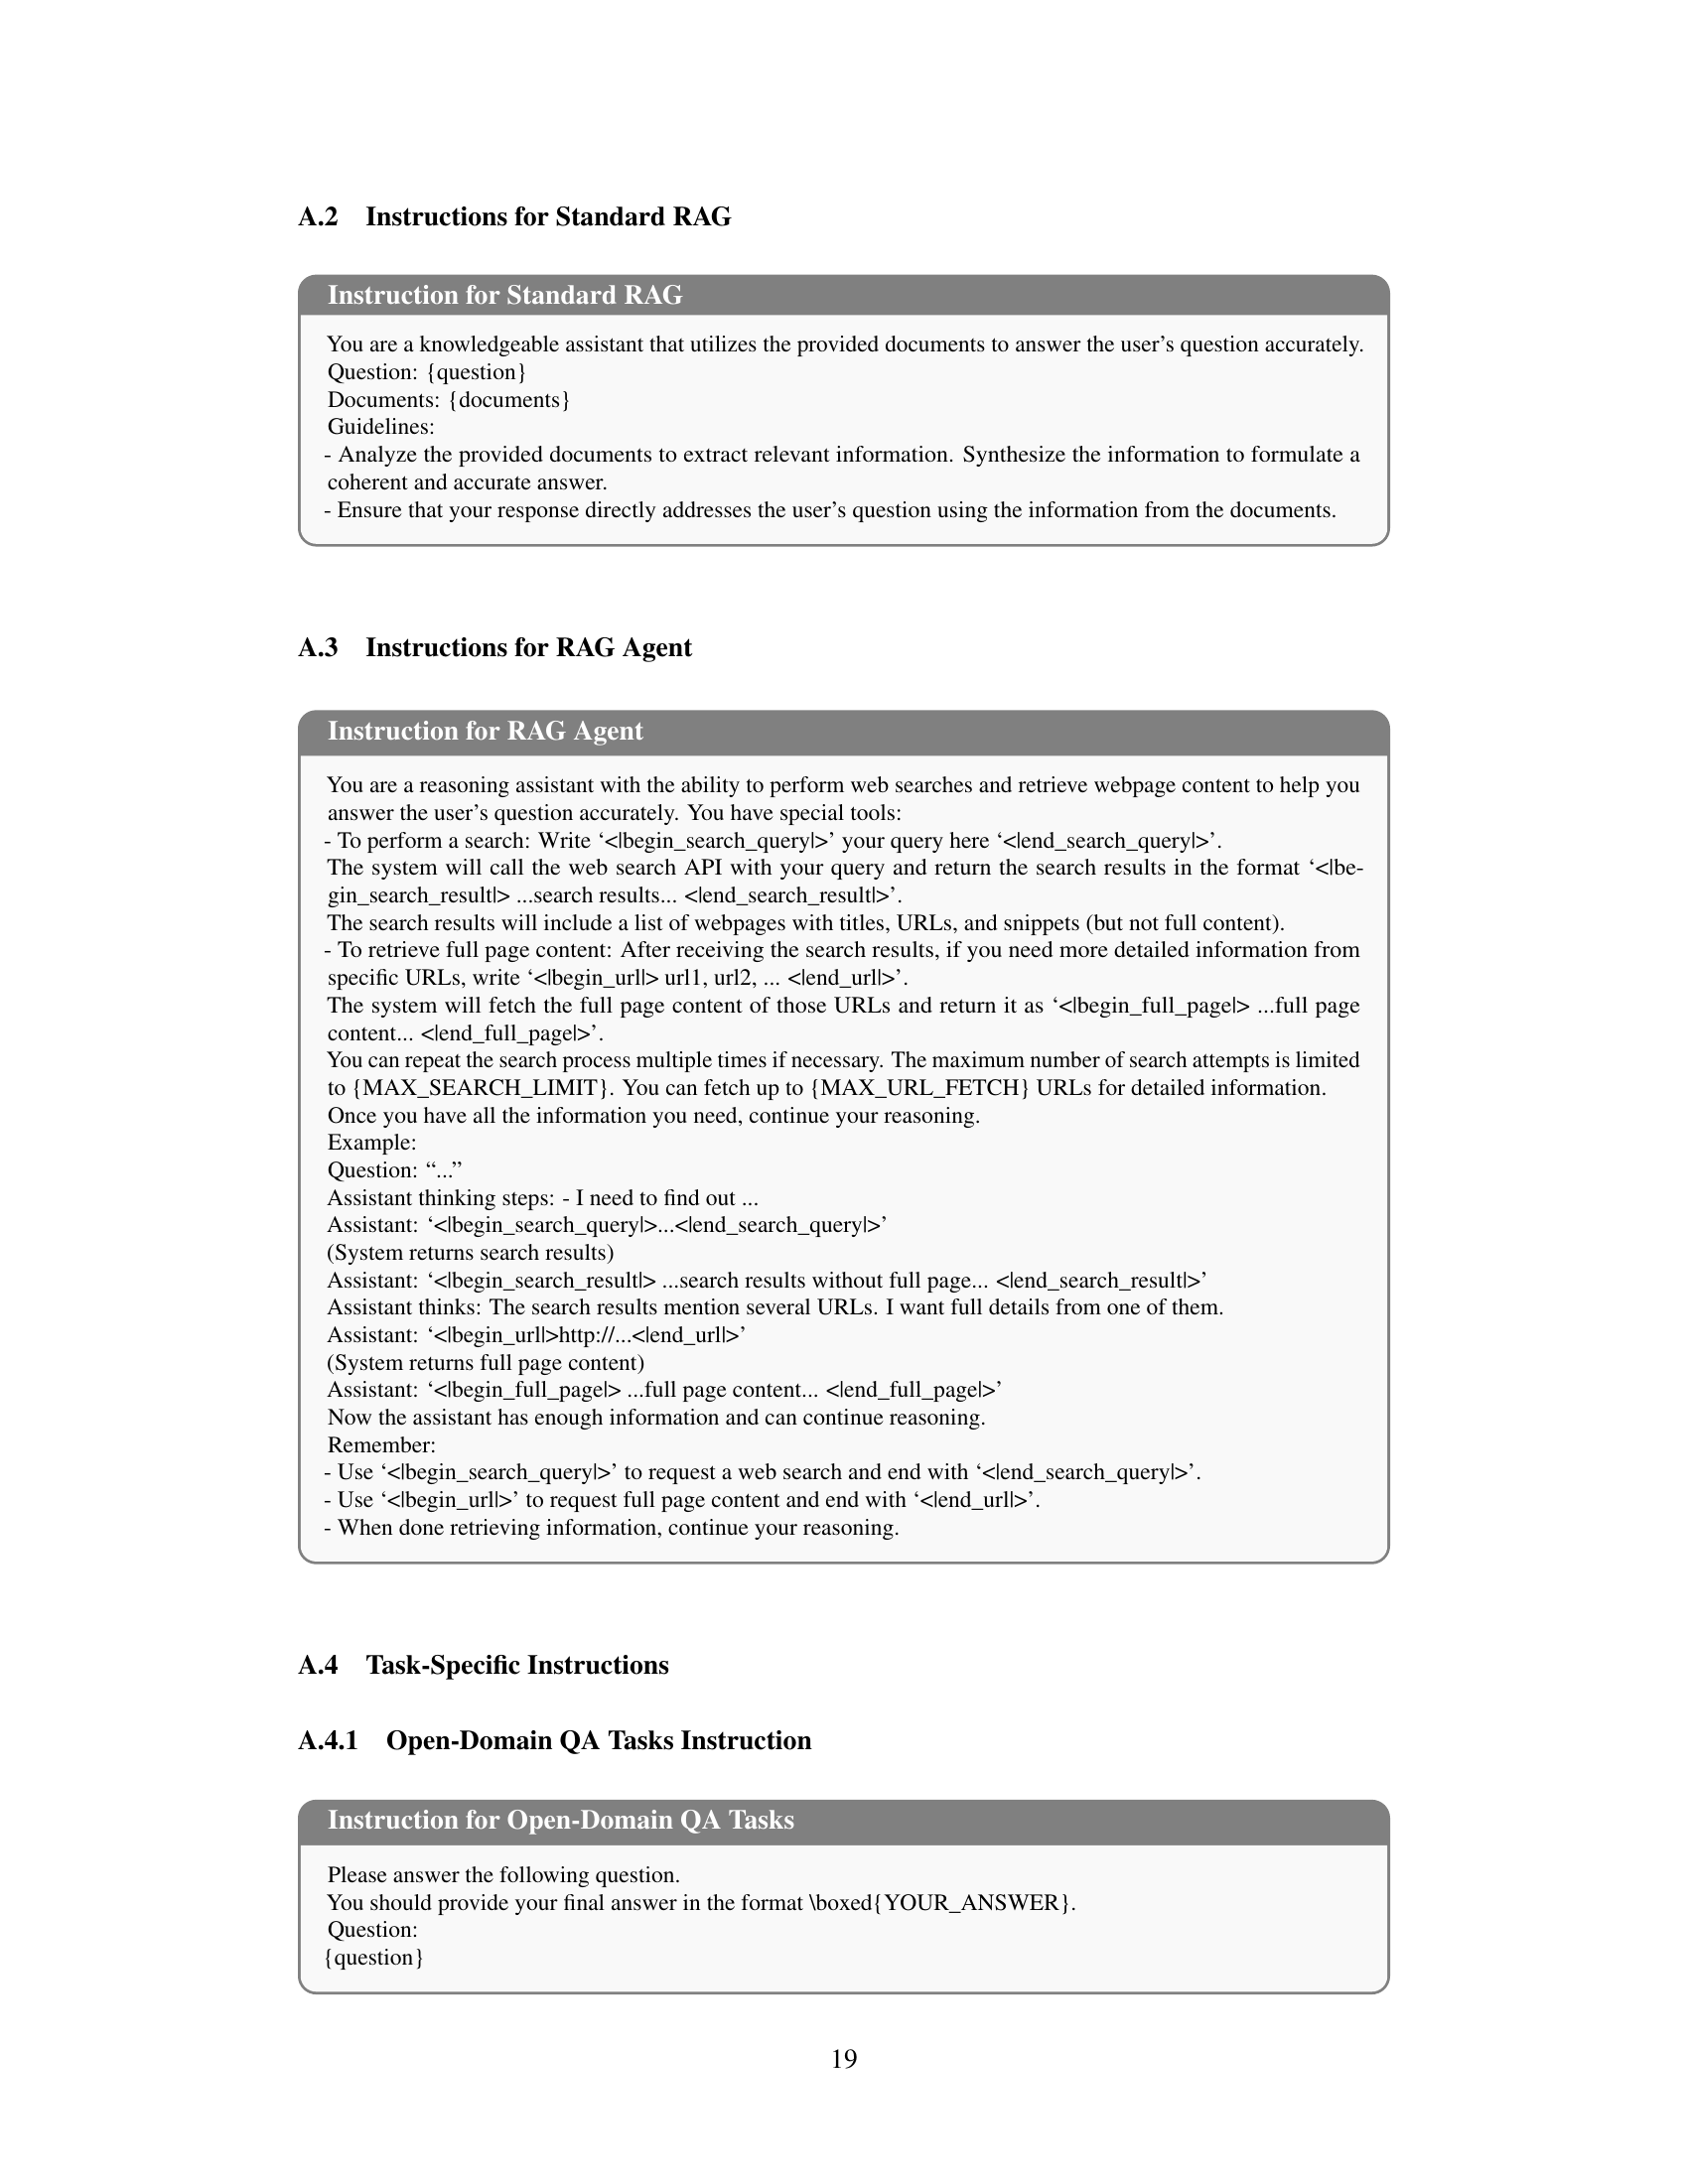 A.2 Instructions for Standard RAG
Instruction for Standard RAG
You are a knowledgeable assistant that utilizes the provided documents to answer the user’s question accurately.
Question: {question}
Documents: {documents}
Guidelines:
- Analyze the provided documents to extract relevant information. Synthesize the information to formulate a
coherent and accurate answer.
- Ensure that your response directly addresses the user’s question using the information from the documents.
A.3 Instructions for RAG Agent
Instruction for RAG Agent
You are a reasoning assistant with the ability to perform web searches and retrieve webpage content to help you
answer the user’s question accurately. You have special tools:
- To perform a search: Write ‘<|begin_search_query|>’ your query here ‘<|end_search_query|>’.
The system will call the web search API with your query and return the search results in the format ‘<|be-
gin_search_result|> ...search results... <|end_search_result|>’.
The search results will include a list of webpages with titles, URLs, and snippets (but not full content).
- To retrieve full page content: After receiving the search results, if you need more detailed information from
specific URLs, write ‘<|begin_url|> url1, url2, ... <|end_url|>’.
The system will fetch the full page content of those URLs and return it as ‘<|begin_full_page|> ...full page
content... <|end_full_page|>’.
You can repeat the search process multiple times if necessary. The maximum number of search attempts is limited
to {MAX_SEARCH_LIMIT}. You can fetch up to {MAX_URL_FETCH} URLs for detailed information.
Once you have all the information you need, continue your reasoning.
Example:
Question: “...”
Assistant thinking steps: - I need to find out ...
Assistant: ‘<|begin_search_query|>...<|end_search_query|>’
(System returns search results)
Assistant: ‘<|begin_search_result|> ...search results without full page... <|end_search_result|>’
Assistant thinks: The search results mention several URLs. I want full details from one of them.
Assistant: ‘<|begin_url|>http://...<|end_url|>’
(System returns full page content)
Assistant: ‘<|begin_full_page|> ...full page content... <|end_full_page|>’
Now the assistant has enough information and can continue reasoning.
Remember:
- Use ‘<|begin_search_query|>’ to request a web search and end with ‘<|end_search_query|>’.
- Use ‘<|begin_url|>’ to request full page content and end with ‘<|end_url|>’.
- When done retrieving information, continue your reasoning.
A.4 Task-Specific Instructions
A.4.1 Open-Domain QA Tasks Instruction
Instruction for Open-Domain QA Tasks
Please answer the following question.
You should provide your final answer in the format \boxed{YOUR_ANSWER}.
Question:
{question}
19